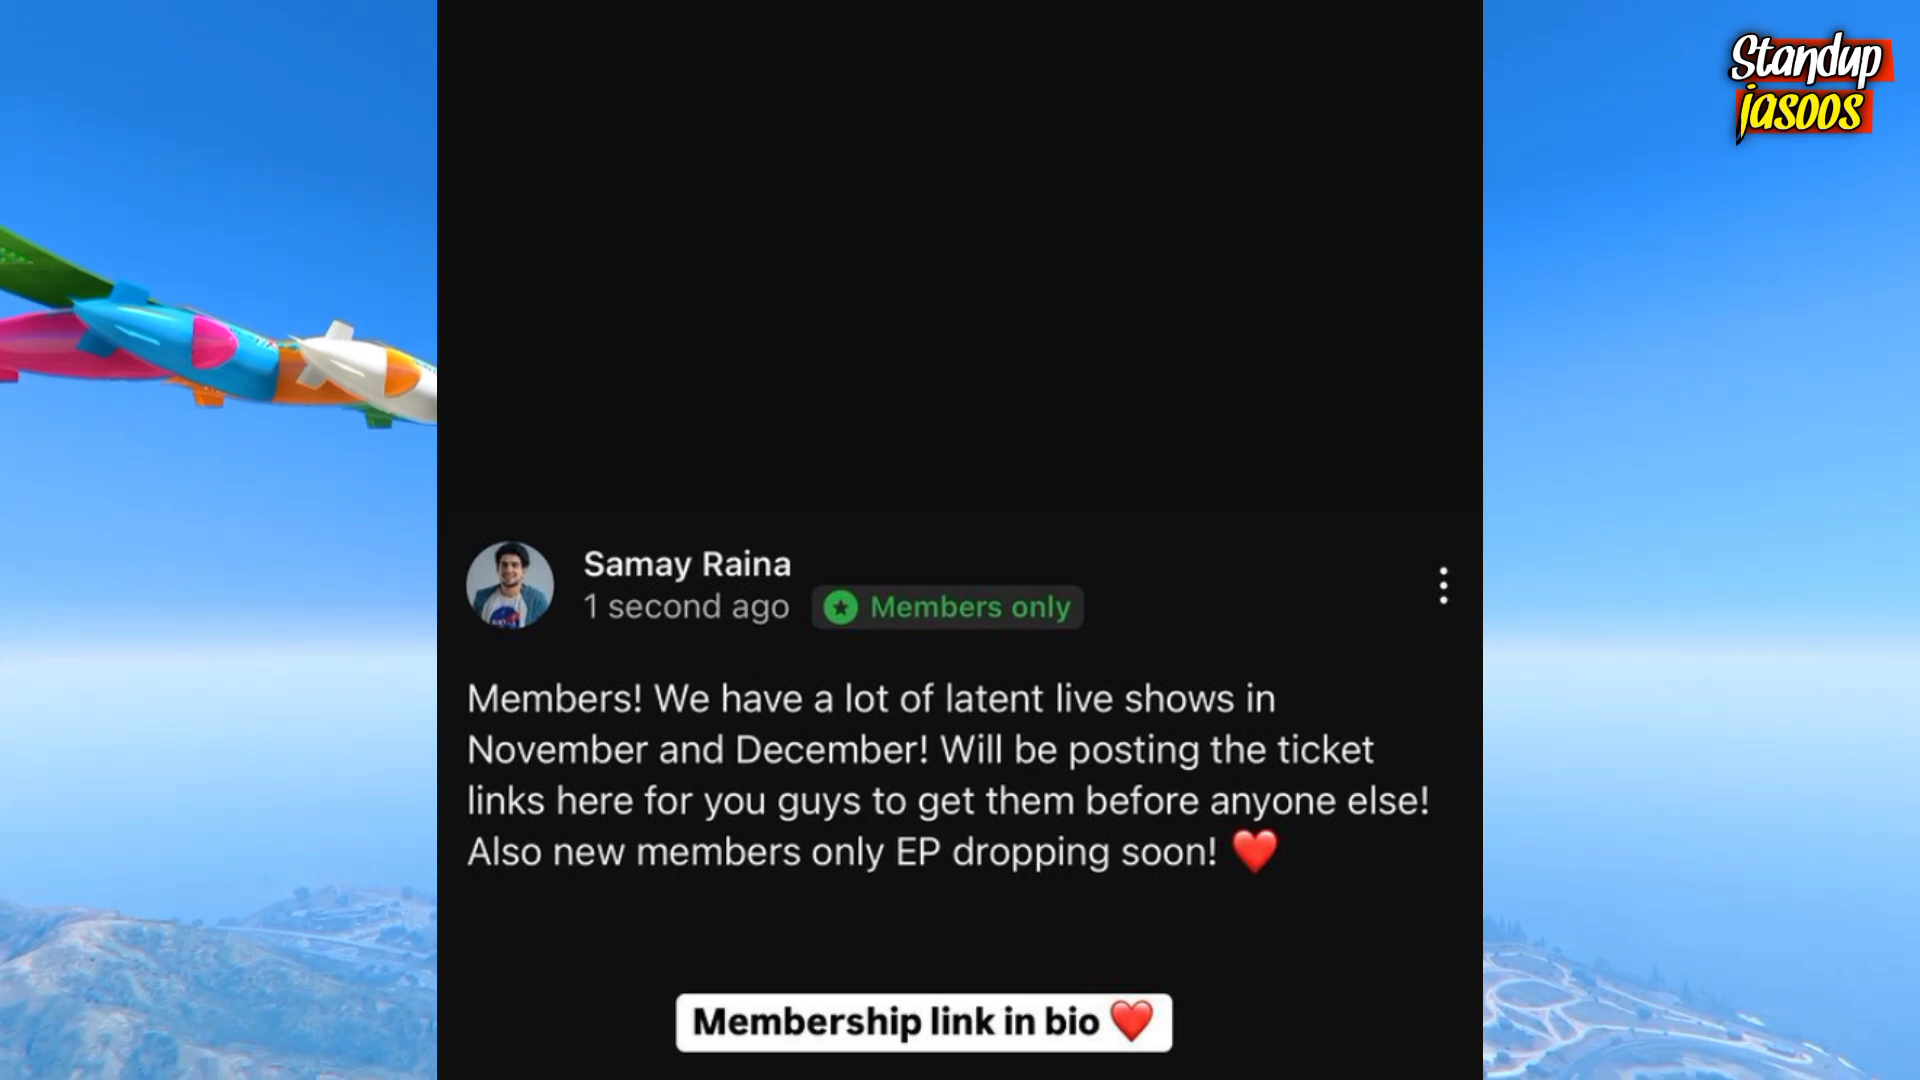 Standup
jasoos
Samay Raina
1 second ago Members only
Members! We have a lot of latent live shows in
November and December! Will be posting the ticket
links here for you guys to get them before anyone else!
Also new members only EP dropping soon! ❤️
Membership link in bio ❤️